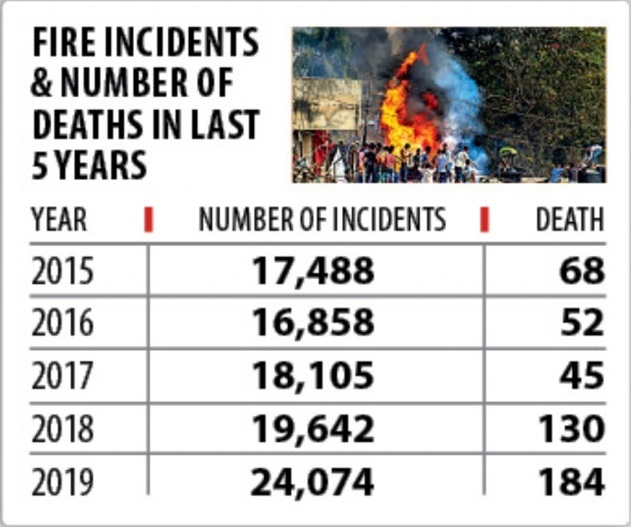 FIRE INCIDENTS
& NUMBER OF
DEATHS IN LAST
5 YEARS
YEAR NUMBER OF INCIDENTS DEATH
2015 17,488 68
2016 16,858 52
2017 18,105 45
2018 19,642 130
2019 24,074 184